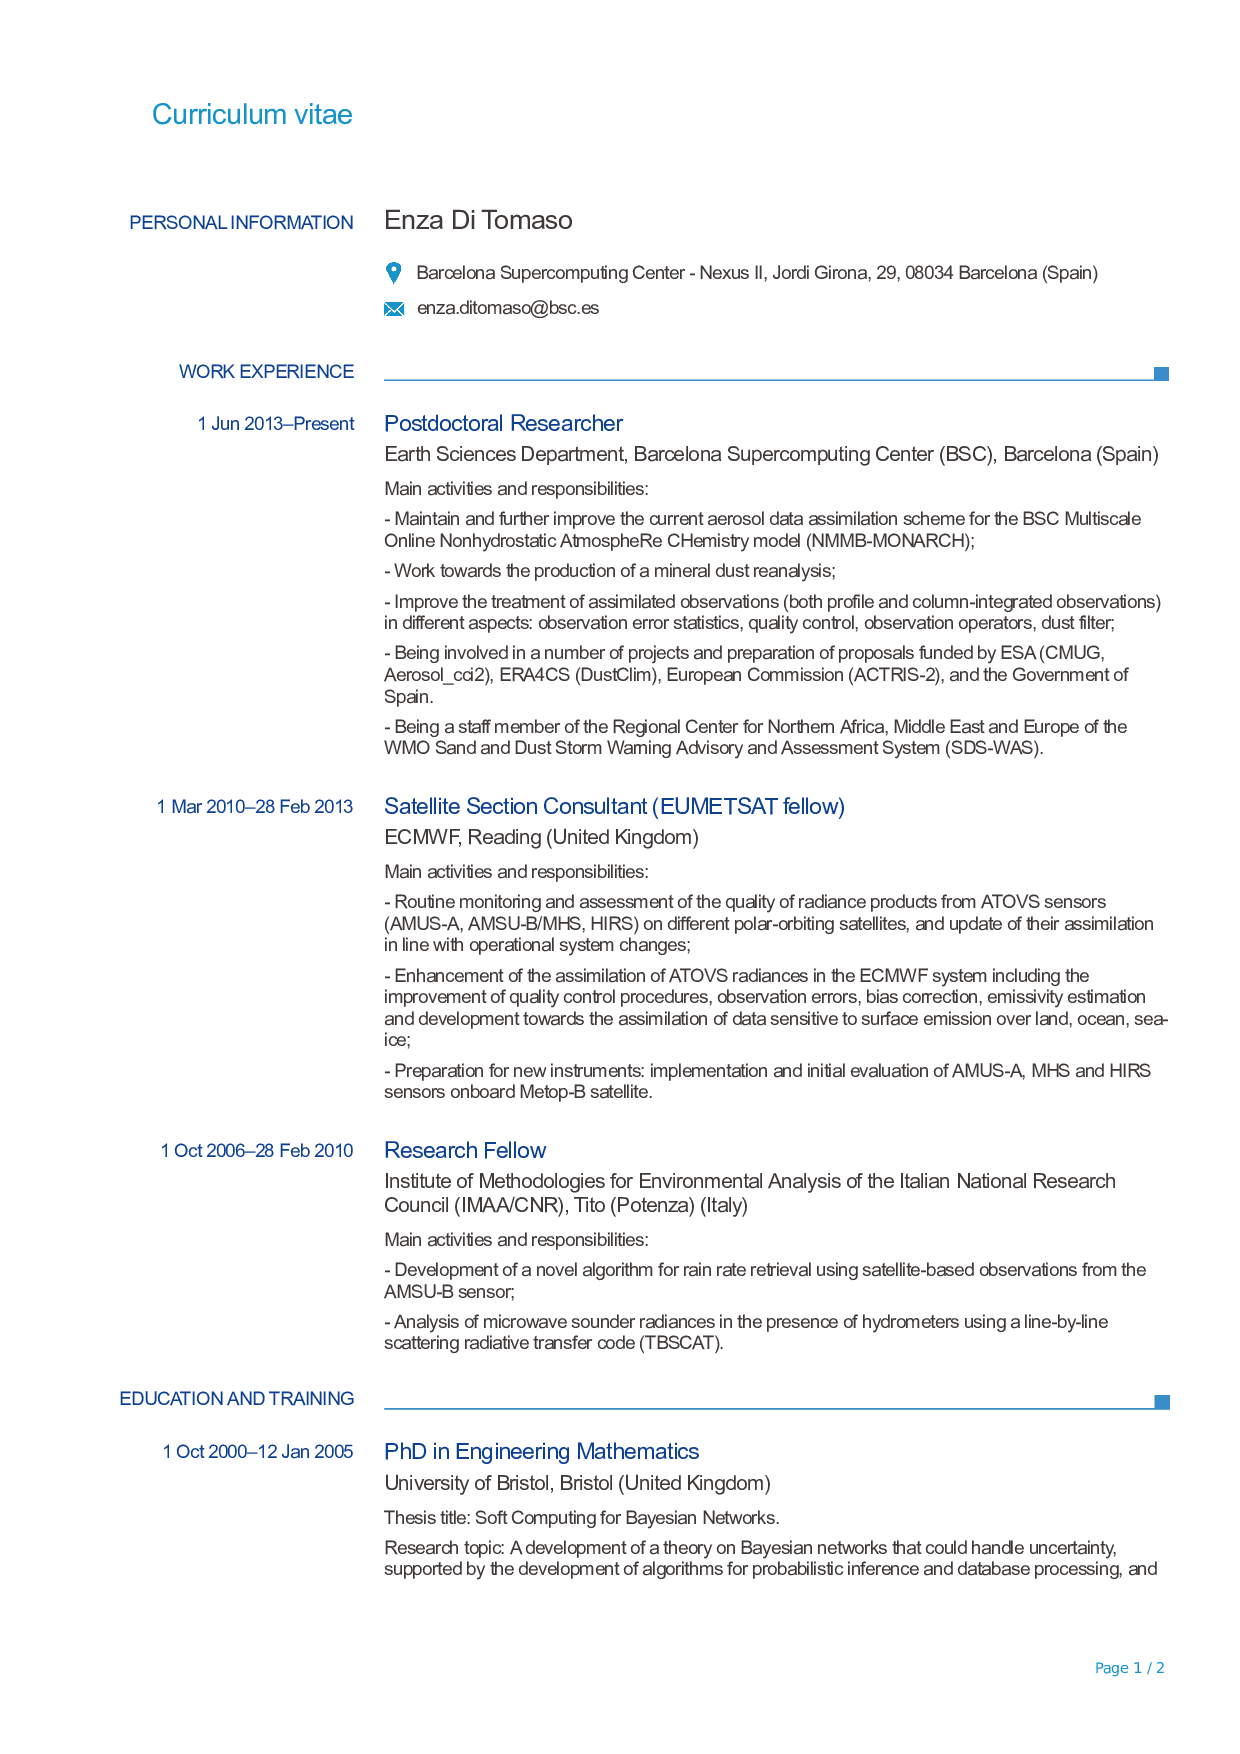 Curriculum vitae
PERSONAL INFORMATION
Enza Di Tomaso
Barcelona Supercomputing Center - Nexus II, Jordi Girona, 29, 08034 Barcelona (Spain)
enza.ditomaso@bsc.es
WORK EXPERIENCE
1 Jun 2013–Present
Postdoctoral Researcher
Earth Sciences Department, Barcelona Supercomputing Center (BSC), Barcelona (Spain)
Main activities and responsibilities:
- Maintain and further improve the current aerosol data assimilation scheme for the BSC Multiscale
Online Nonhydrostatic AtmospheRe CHemistry model (NMMB-MONARCH);
- Work towards the production of a mineral dust reanalysis;
- Improve the treatment of assimilated observations (both profile and column-integrated observations)
in different aspects: observation error statistics, quality control, observation operators, dust filter;
- Being involved in a number of projects and preparation of proposals funded by ESA (CMUG,
Aerosol_cci2), ERA4CS (DustClim), European Commission (ACTRIS-2), and the Government of
Spain.
- Being a staff member of the Regional Center for Northern Africa, Middle East and Europe of the
WMO Sand and Dust Storm Warning Advisory and Assessment System (SDS-WAS).
1 Mar 2010–28 Feb 2013
Satellite Section Consultant (EUMETSAT fellow)
ECMWF, Reading (United Kingdom)
Main activities and responsibilities:
- Routine monitoring and assessment of the quality of radiance products from ATOVS sensors
(AMUS-A, AMSU-B/MHS, HIRS) on different polar-orbiting satellites, and update of their assimilation
in line with operational system changes;
- Enhancement of the assimilation of ATOVS radiances in the ECMWF system including the
improvement of quality control procedures, observation errors, bias correction, emissivity estimation
and development towards the assimilation of data sensitive to surface emission over land, ocean, sea-
ice;
- Preparation for new instruments: implementation and initial evaluation of AMUS-A, MHS and HIRS
sensors onboard Metop-B satellite.
1 Oct 2006–28 Feb 2010
Research Fellow
Institute of Methodologies for Environmental Analysis of the Italian National Research
Council (IMAA/CNR), Tito (Potenza) (Italy)
Main activities and responsibilities:
- Development of a novel algorithm for rain rate retrieval using satellite-based observations from the
AMSU-B sensor;
- Analysis of microwave sounder radiances in the presence of hydrometers using a line-by-line
scattering radiative transfer code (TBSCAT).
EDUCATION AND TRAINING
1 Oct 2000–12 Jan 2005
PhD in Engineering Mathematics
University of Bristol, Bristol (United Kingdom)
Thesis title: Soft Computing for Bayesian Networks.
Research topic: A development of a theory on Bayesian networks that could handle uncertainty,
supported by the development of algorithms for probabilistic inference and database processing, and
Page 1 / 2